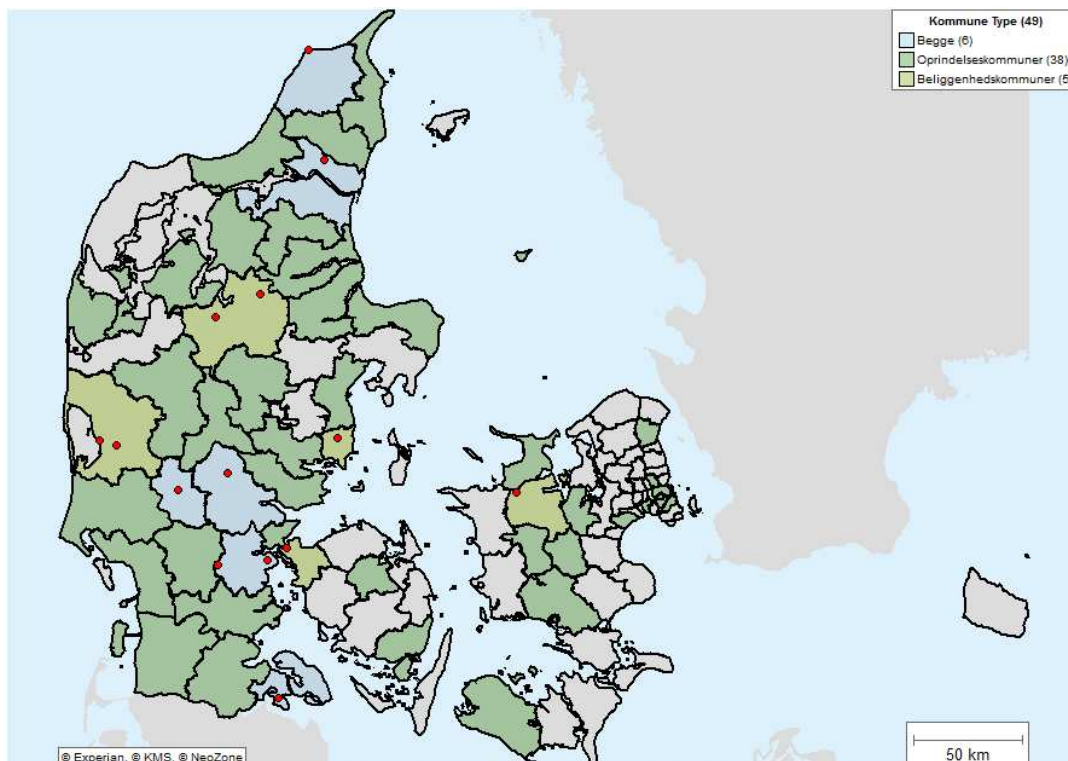 Kommune Type (49)
Begge (6)
Oprindelseskommuner (38)
Beliggenhedskommuner (5
50 km
© Experian, © KMS, © NeoZone